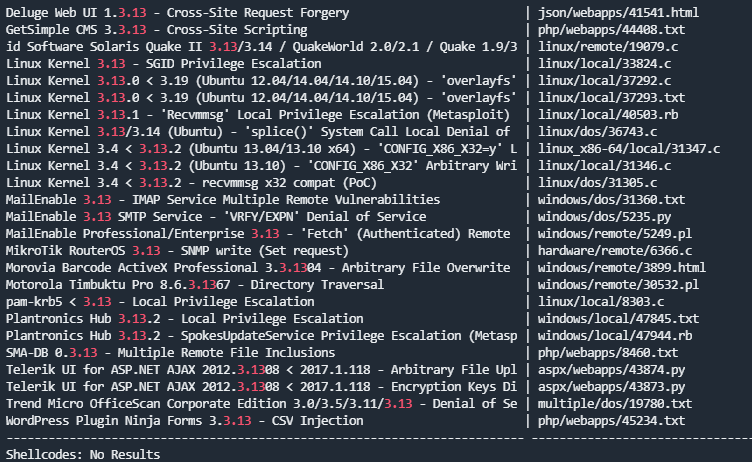 Deluge Web UI 1.3.13 - Cross-Site Request Forgery | json/webapps/41541.html
GetSimple CMS 3.3.13 - Cross-Site Scripting | php/webapps/44408.txt
id Software Solaris Quake II 3.13/3.14 / QuakeWorld 2.0/2.1 / Quake 1.9/3 | linux/remote/19079.c
Linux Kernel 3.13 - SGID Privilege Escalation | linux/local/33824.c
Linux Kernel 3.13.0 < 3.19 (Ubuntu 12.04/14.04/14.10/15.04) - 'overlayfs' | linux/local/37292.c
Linux Kernel 3.13.0 < 3.19 (Ubuntu 12.04/14.04/14.10/15.04) - 'overlayfs' | linux/local/37293.txt
Linux Kernel 3.13.1 - 'Recvmmsg' Local Privilege Escalation (Metasploit) | linux/local/40503.rb
Linux Kernel 3.13/3.14 (Ubuntu) - 'splice()' System Call Local Denial of | linux/dos/36743.c
Linux Kernel 3.4 < 3.13.2 (Ubuntu 13.04/13.10 x64) - 'CONFIG_X86_X32=y' L | linux_x86-64/local/31347.c
Linux Kernel 3.4 < 3.13.2 (Ubuntu 13.10) - 'CONFIG_X86_X32' Arbitrary Wri | linux/local/31346.c
Linux Kernel 3.4 < 3.13.2 - recvmmsg x32 compat (PoC) | linux/dos/31305.c
MailEnable 3.13 - IMAP Service Multiple Remote Vulnerabilities | windows/dos/31360.txt
MailEnable 3.13 SMTP Service - 'VRFY/EXPN' Denial of Service | windows/dos/5235.py
MailEnable Professional/Enterprise 3.13 - 'Fetch' (Authenticated) Remote | windows/remote/5249.pl
MikroTik RouterOS 3.13 - SNMP write (Set request) | hardware/remote/6366.c
Morovia Barcode ActiveX Professional 3.3.1304 - Arbitrary File Overwrite | windows/remote/3899.html
Motorola Timbuktu Pro 8.6.3.1367 - Directory Traversal | windows/remote/30532.pl
pam-krb5 < 3.13 - Local Privilege Escalation | linux/local/8303.c
Plantronics Hub 3.13.2 - Local Privilege Escalation | windows/local/47845.txt
Plantronics Hub 3.13.2 - SpokesUpdateService Privilege Escalation (Metasp | windows/local/47944.rb
SMA-DB 0.3.13 - Multiple Remote File Inclusions | php/webapps/8460.txt
Telerik UI for ASP.NET AJAX 2012.3.1308 < 2017.1.118 - Arbitrary File Upl | aspx/webapps/43874.py
Telerik UI for ASP.NET AJAX 2012.3.1308 < 2017.1.118 - Encryption Keys Di | aspx/webapps/43873.py
Trend Micro OfficeScan Corporate Edition 3.0/3.5/3.11/3.13 - Denial of Se | multiple/dos/19780.txt
WordPress Plugin Ninja Forms 3.3.13 - CSV Injection | php/webapps/45234.txt
------------------------------------------------------------------------- ---------------------------------
Shellcodes: No Results